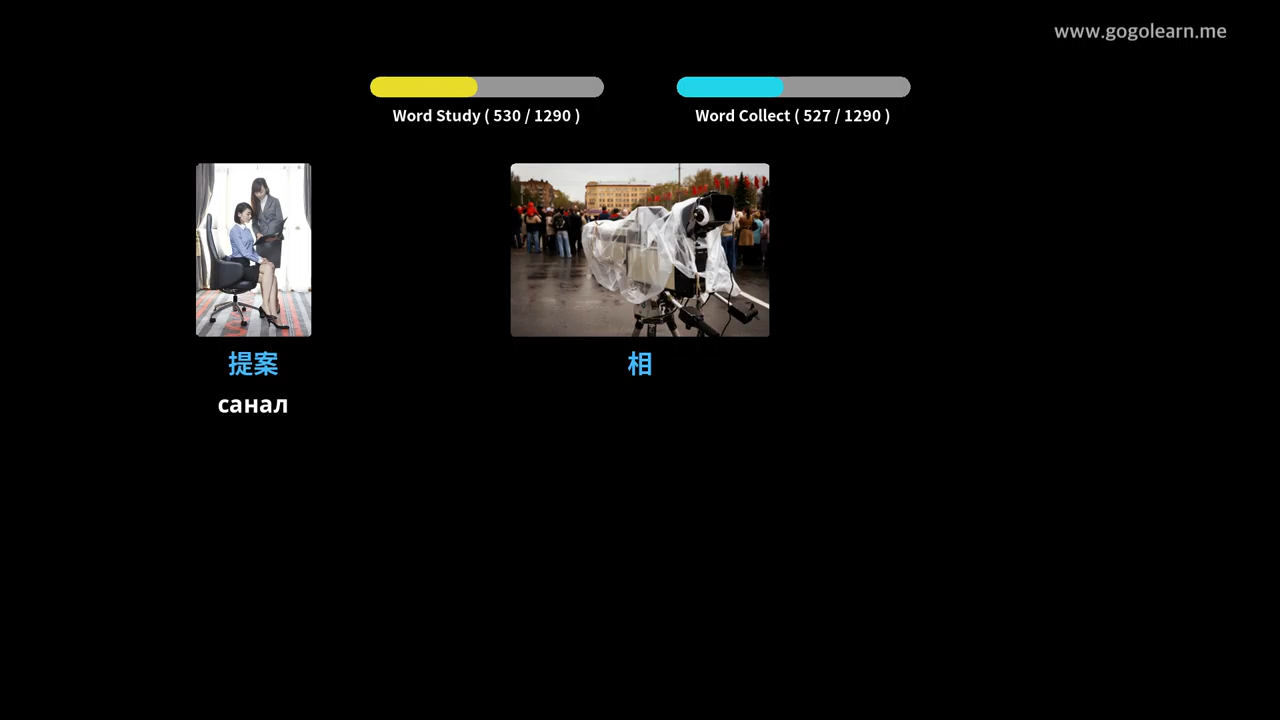 www.gogolearn.me
Word Study ( 530 / 1290 )
Word Collect ( 527 / 1290 )
提案
相
санал